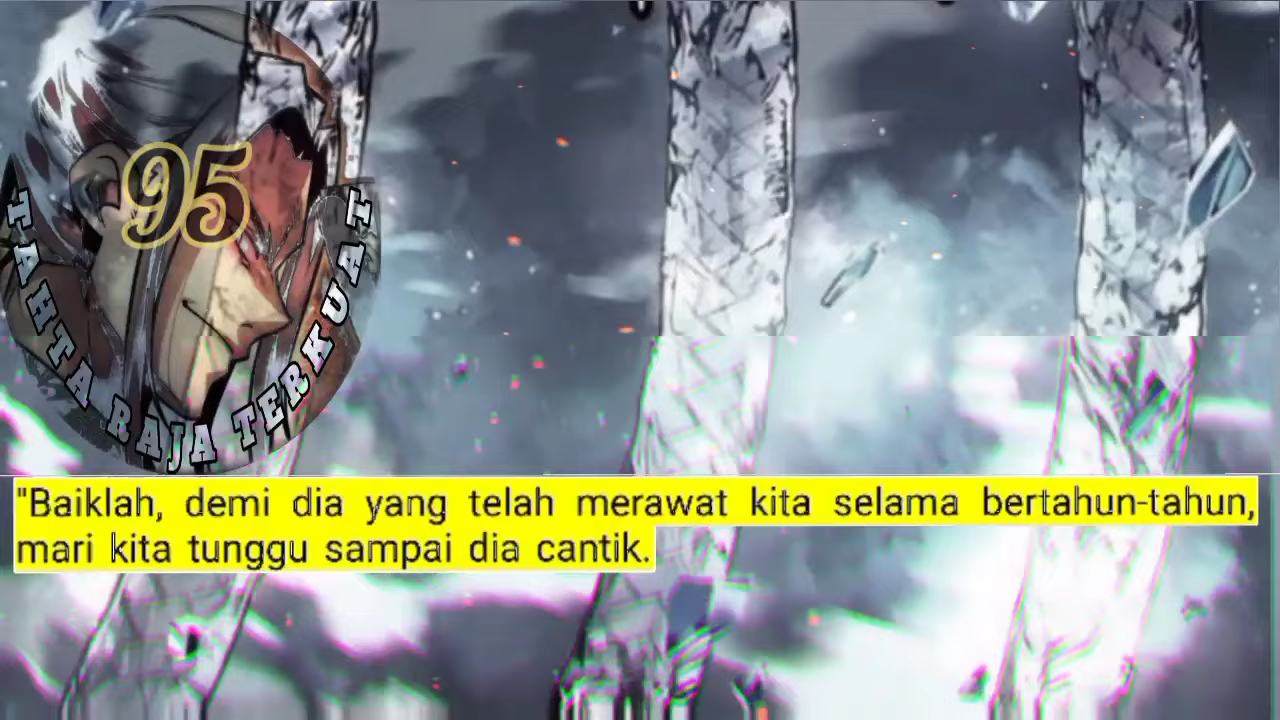 95
TAHTA RAJA TERKUAT
"Baiklah, demi dia yang telah merawat kita selama bertahun-tahun,
mari kita tunggu sampai dia cantik.